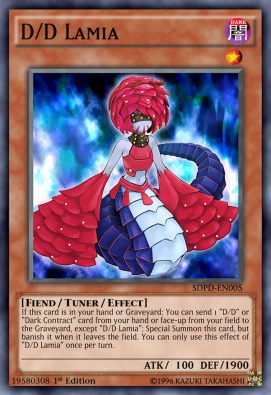 D/D Lamia
DARK
闇
SDPD-EN005
[Fiend / Tuner / Effect]
If this card is in your hand or Graveyard: You can send 1 "D/D" or
"Dark Contract" card from your hand or face-up from your field to
the Graveyard, except "D/D Lamia"; Special Summon this card, but
banish it when it leaves the field. You can only use this effect of
"D/D Lamia" once per turn.
ATK/ 100 DEF/1900
19580308 1st Edition ©1996 KAZUKI TAKAHASHI